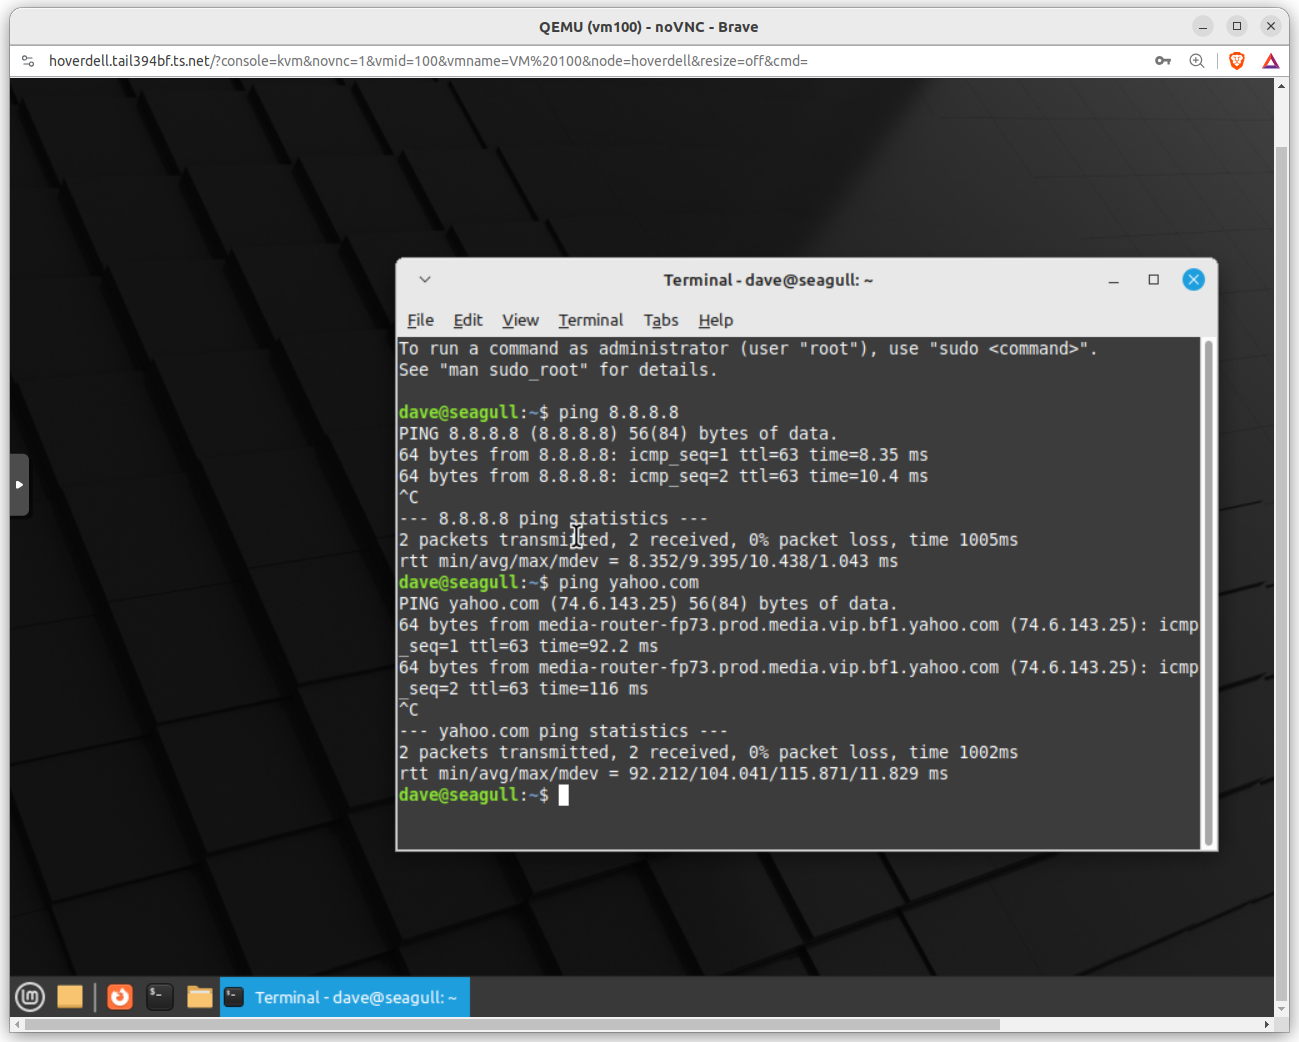 QEMU (vm100) - noVNC - Brave
hoverdell.tail394bf.ts.net/?console=kvm&novnc=1&vmid=100&vmname=VM%20100&node=hoverdell&resize=off&cmd=
Terminal - dave@seagull: ~
File Edit View Terminal Tabs Help
To run a command as administrator (user "root"), use "sudo <command>".
See "man sudo_root" for details.
dave@seagull:~$ ping 8.8.8.8
PING 8.8.8.8 (8.8.8.8) 56(84) bytes of data.
64 bytes from 8.8.8.8: icmp_seq=1 ttl=63 time=8.35 ms
64 bytes from 8.8.8.8: icmp_seq=2 ttl=63 time=10.4 ms
^C
--- 8.8.8.8 ping statistics ---
2 packets transmitted, 2 received, 0% packet loss, time 1005ms
rtt min/avg/max/mdev = 8.352/9.395/10.438/1.043 ms
dave@seagull:~$ ping yahoo.com
PING yahoo.com (74.6.143.25) 56(84) bytes of data.
64 bytes from media-router-fp73.prod.media.vip.bf1.yahoo.com (74.6.143.25): icmp
_seq=1 ttl=63 time=92.2 ms
64 bytes from media-router-fp73.prod.media.vip.bf1.yahoo.com (74.6.143.25): icmp
_seq=2 ttl=63 time=116 ms
^C
--- yahoo.com ping statistics ---
2 packets transmitted, 2 received, 0% packet loss, time 1002ms
rtt min/avg/max/mdev = 92.212/104.041/115.871/11.829 ms
dave@seagull:~$
Terminal - dave@seagull: ~